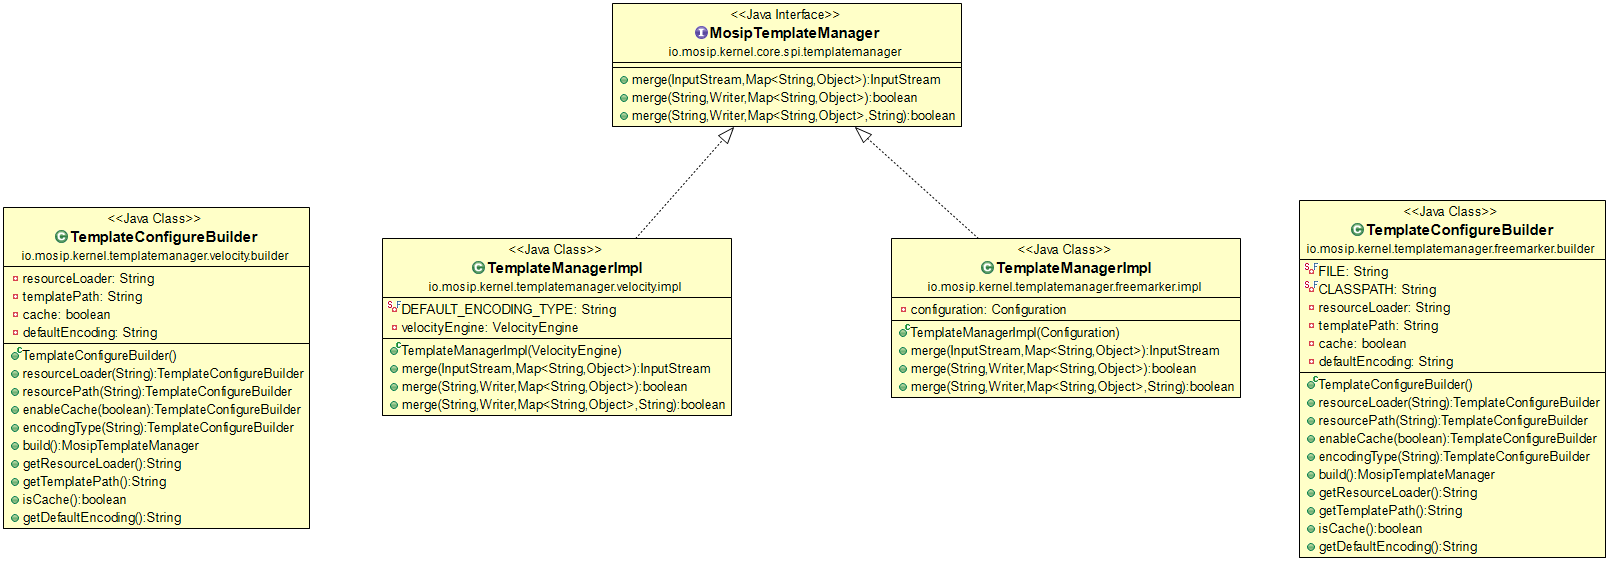 <<Java Interface>>
MosipTemplateManager
io.mosip.kernel.core.spi.templatemanager
merge(InputStream,Map<String,Object>):InputStream
merge(String,Writer,Map<String,Object>):boolean
merge(String,Writer,Map<String,Object>,String):boolean
<<Java Class>>
TemplateConfigureBuilder
io.mosip.kernel.templatemanager.velocity.builder
resourceLoader: String
templatePath: String
cache: boolean
defaultEncoding: String
TemplateConfigureBuilder()
resourceLoader(String):TemplateConfigureBuilder
resourcePath(String):TemplateConfigureBuilder
enableCache(boolean):TemplateConfigureBuilder
encodingType(String):TemplateConfigureBuilder
build():MosipTemplateManager
getResourceLoader():String
getTemplatePath():String
isCache():boolean
getDefaultEncoding():String
<<Java Class>>
TemplateManagerImpl
io.mosip.kernel.templatemanager.velocity.impl
DEFAULT_ENCODING_TYPE: String
velocityEngine: VelocityEngine
TemplateManagerImpl(VelocityEngine)
merge(InputStream,Map<String,Object>):InputStream
merge(String,Writer,Map<String,Object>):boolean
merge(String,Writer,Map<String,Object>,String):boolean
<<Java Class>>
TemplateManagerImpl
io.mosip.kernel.templatemanager.freemarker.impl
configuration: Configuration
TemplateManagerImpl(Configuration)
merge(InputStream,Map<String,Object>):InputStream
merge(String,Writer,Map<String,Object>):boolean
merge(String,Writer,Map<String,Object>,String):boolean
<<Java Class>>
TemplateConfigureBuilder
io.mosip.kernel.templatemanager.freemarker.builder
FILE: String
CLASSPATH: String
resourceLoader: String
templatePath: String
cache: boolean
defaultEncoding: String
TemplateConfigureBuilder()
resourceLoader(String):TemplateConfigureBuilder
resourcePath(String):TemplateConfigureBuilder
enableCache(boolean):TemplateConfigureBuilder
encodingType(String):TemplateConfigureBuilder
build():MosipTemplateManager
getResourceLoader():String
getTemplatePath():String
isCache():boolean
getDefaultEncoding():String